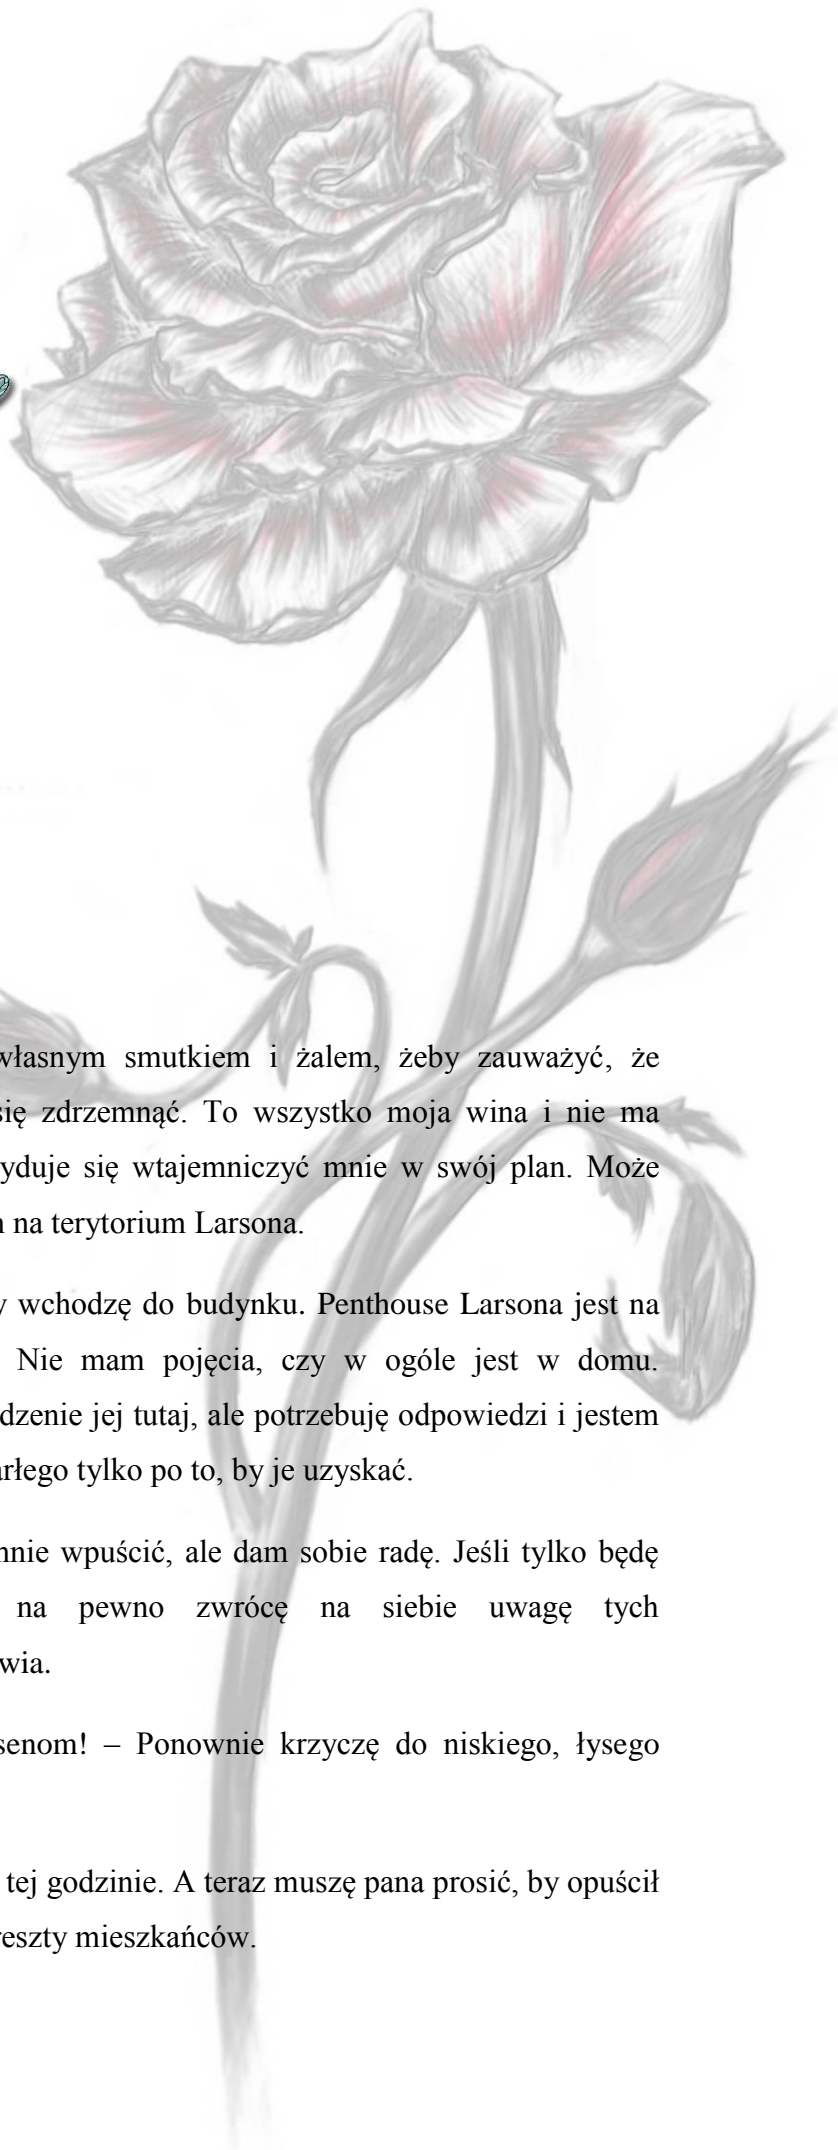 własnym smutkiem i żalem, żeby zauważyć, że
się zdrzemnąć. To wszystko moja wina i nie ma
yduje się wtajemniczyć mnie w swój plan. Może
na terytorium Larsona.
wchodzę do budynku. Penthouse Larsona jest na
Nie mam pojęcia, czy w ogóle jest w domu.
dzenie jej tutaj, ale potrzebuję odpowiedzi i jestem
arłego tylko po to, by je uzyskać.
mnie wpuścić, ale dam sobie radę. Jeśli tylko będę
na pewno zwrócę na siebie uwagę tych
wia.
senom! – Ponownie krzyczę do niskiego, łysego
tej godzinie. A teraz muszę pana prosić, by opuścił
reszty mieszkańców.